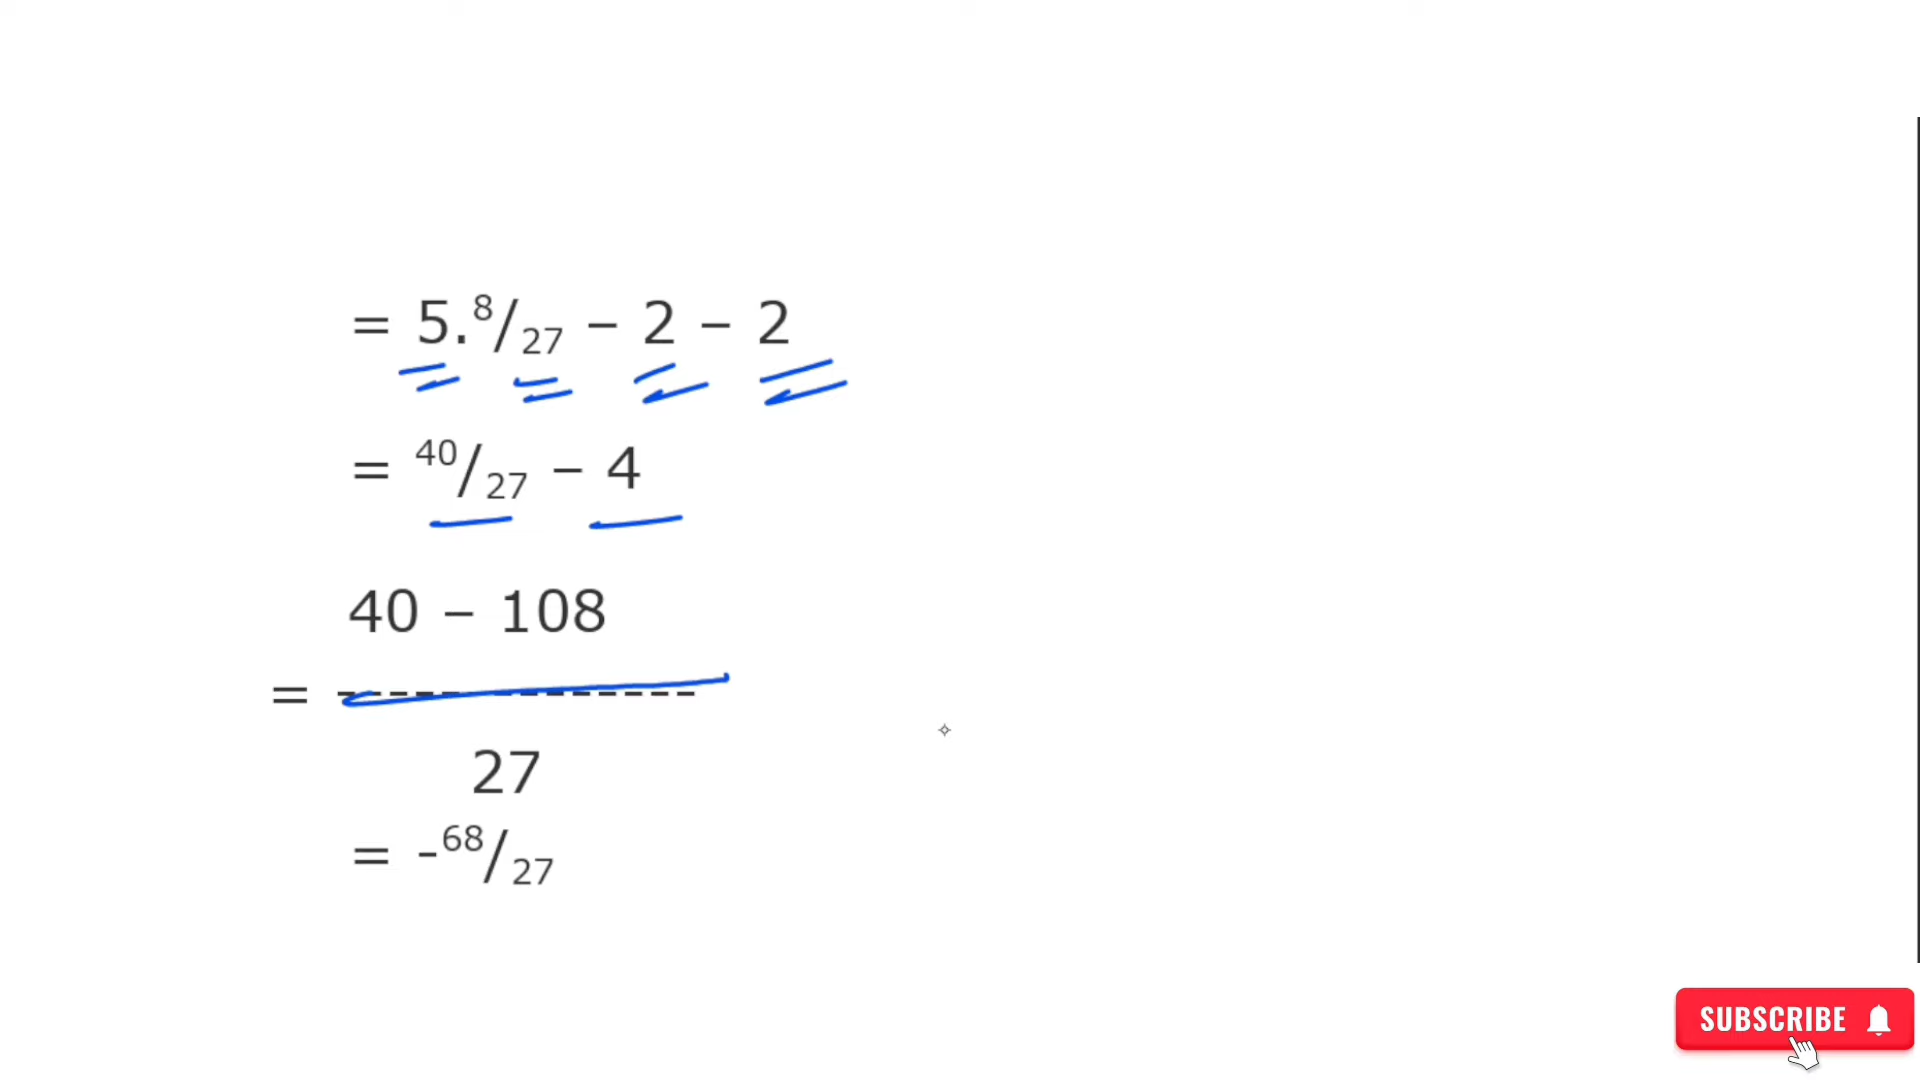 = 5.⁸/₂₇ – 2 – 2
= ⁴⁰/₂₇ – 4
40 – 108
= --------------
27
= -⁶⁸/₂₇
SUBSCRIBE